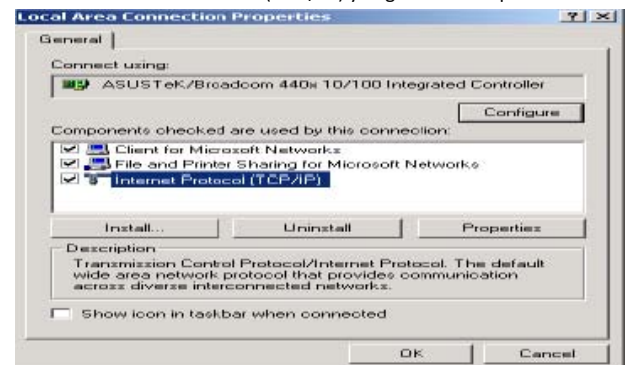 Local Area Connection Properties
General
Connect using:
ASUSTeK/Broadcom 440x 10/100 Integrated Controller
Configure
Components checked are used by this connection:
Client for Microsoft Networks
File and Printer Sharing for Microsoft Networks
Internet Protocol (TCP/IP)
Install... Uninstall Properties
Description
Transmission Control Protocol/Internet Protocol. The default
wide area network protocol that provides communication
across diverse interconnected networks.
Show icon in taskbar when connected
OK Cancel